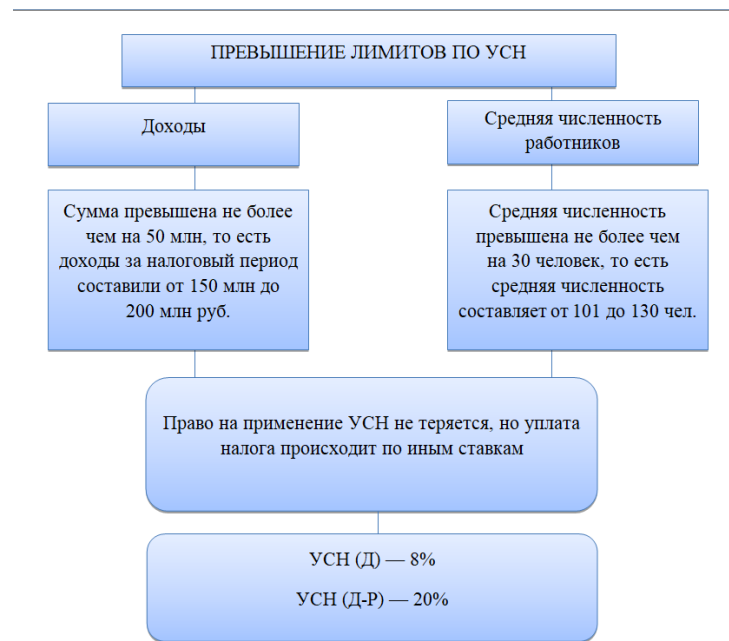 ПРЕВЫШЕНИЕ ЛИМИТОВ ПО УСН
Доходы
Средняя численность
работников
Сумма превышена не более
чем на 50 млн, то есть
доходы за налоговый период
составили от 150 млн до
200 млн руб.
Средняя численность
превышена не более чем
на 30 человек, то есть
средняя численность
составляет от 101 до 130 чел.
Право на применение УСН не теряется, но уплата
налога происходит по иным ставкам
УСН (Д) — 8%
УСН (Д-Р) — 20%